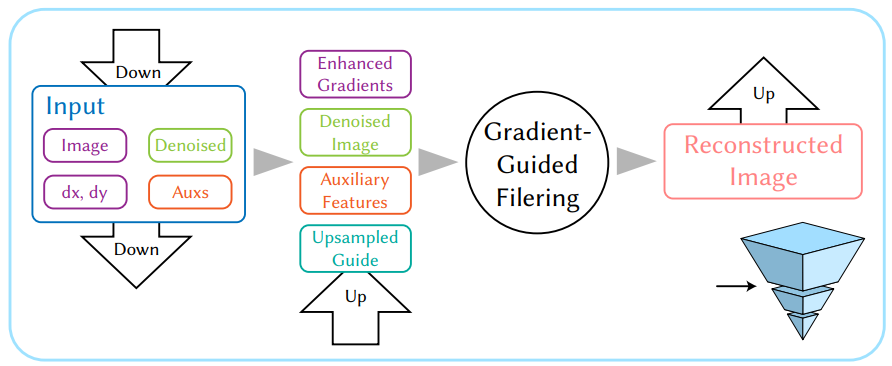 Down
Input
Image
Denoised
dx, dy
Auxs
Down
Enhanced
Gradients
Denoised
Image
Auxiliary
Features
Upsampled
Guide
Up
Gradient-
Guided
Filering
Up
Reconstructed
Image